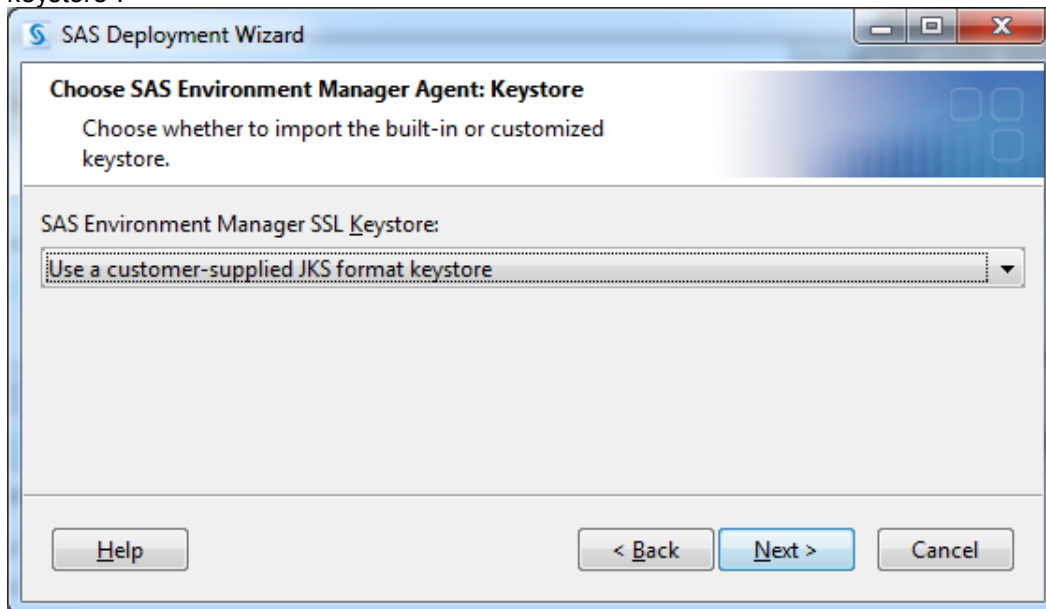 keystore".
SAS Deployment Wizard
Choose SAS Environment Manager Agent: Keystore
Choose whether to import the built-in or customized
keystore.
SAS Environment Manager SSL Keystore:
Use a customer-supplied JKS format keystore
Help
< Back
Next >
Cancel